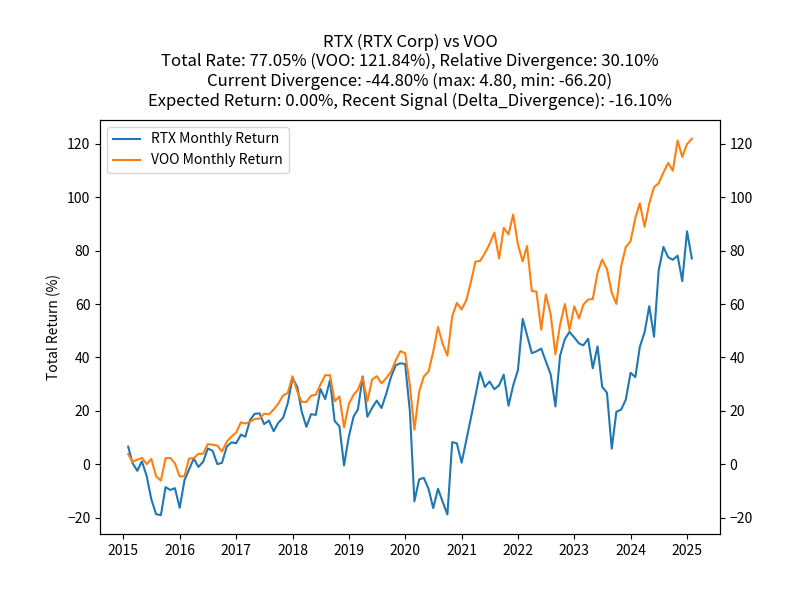 RTX (RTX Corp) vs VOO
Total Rate: 77.05% (VOO: 121.84%), Relative Divergence: 30.10%
Current Divergence: -44.80% (max: 4.80, min: -66.20)
Expected Return: 0.00%, Recent Signal (Delta_Divergence): -16.10%
RTX Monthly Return
VOO Monthly Return
Total Return (%)
120 120
100 100
80 80
60 60
40 40
20 20
0 0
−20 −20
2015 2016 2017 2018 2019 2020 2021 2022 2023 2024 2025